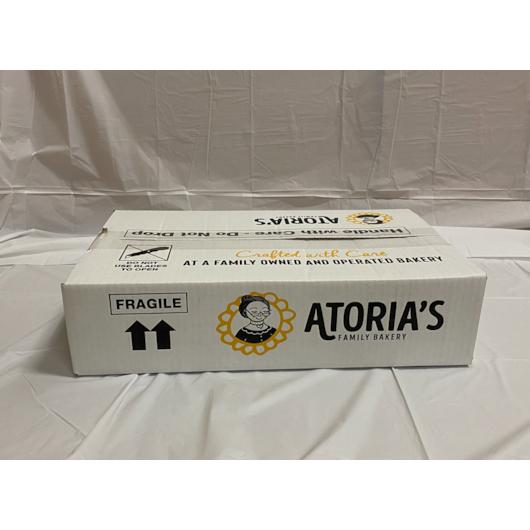 ATORIA'S
Handle with Care - Do Not Drop
Crafted with Care
AT A FAMILY OWNED AND OPERATED BAKERY
DO NOT
USE BLADES
TO OPEN
FRAGILE
ATORIA'S
FAMILY BAKERY